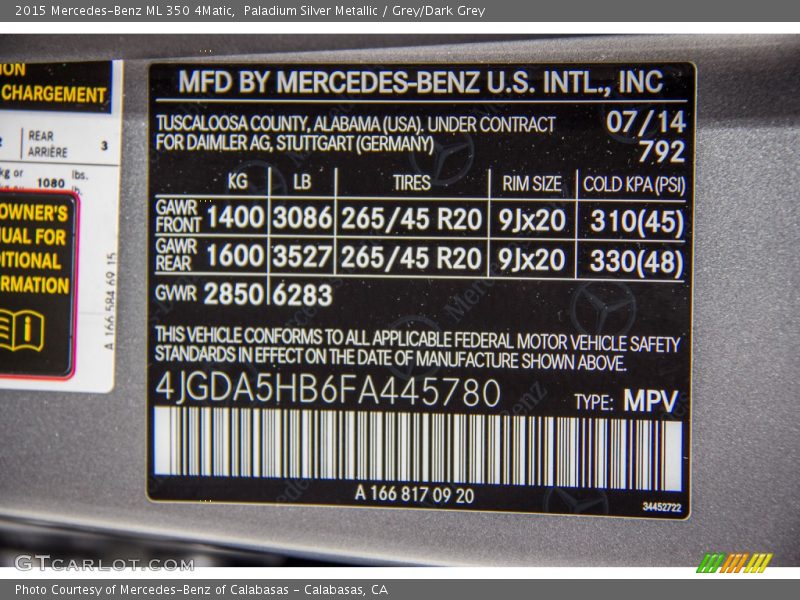 2015 Mercedes-Benz ML 350 4Matic,  Paladium Silver Metallic / Grey/Dark Grey
ION
CHARGEMENT
REAR
ARRIÈRE 3
kg or lbs.
1080 lb.
OWNER'S
UAL FOR
DITIONAL
RMATION
A 166 584 69 15
MFD BY MERCEDES-BENZ U.S. INTL., INC
TUSCALOOSA COUNTY, ALABAMA (USA). UNDER CONTRACT 07/14
FOR DAIMLER AG, STUTTGART (GERMANY) 792
KG LB TIRES RIM SIZE COLD KPA(PSI)
GAWR FRONT 1400 3086 265/45 R20 9Jx20 310(45)
GAWR REAR 1600 3527 265/45 R20 9Jx20 330(48)
GVWR 2850 6283
THIS VEHICLE CONFORMS TO ALL APPLICABLE FEDERAL MOTOR VEHICLE SAFETY
STANDARDS IN EFFECT ON THE DATE OF MANUFACTURE SHOWN ABOVE.
4JGDA5HB6FA445780 TYPE: MPV
A 166 817 09 20
34452722
GTCARLOT.COM
Photo Courtesy of Mercedes-Benz of Calabasas - Calabasas, CA